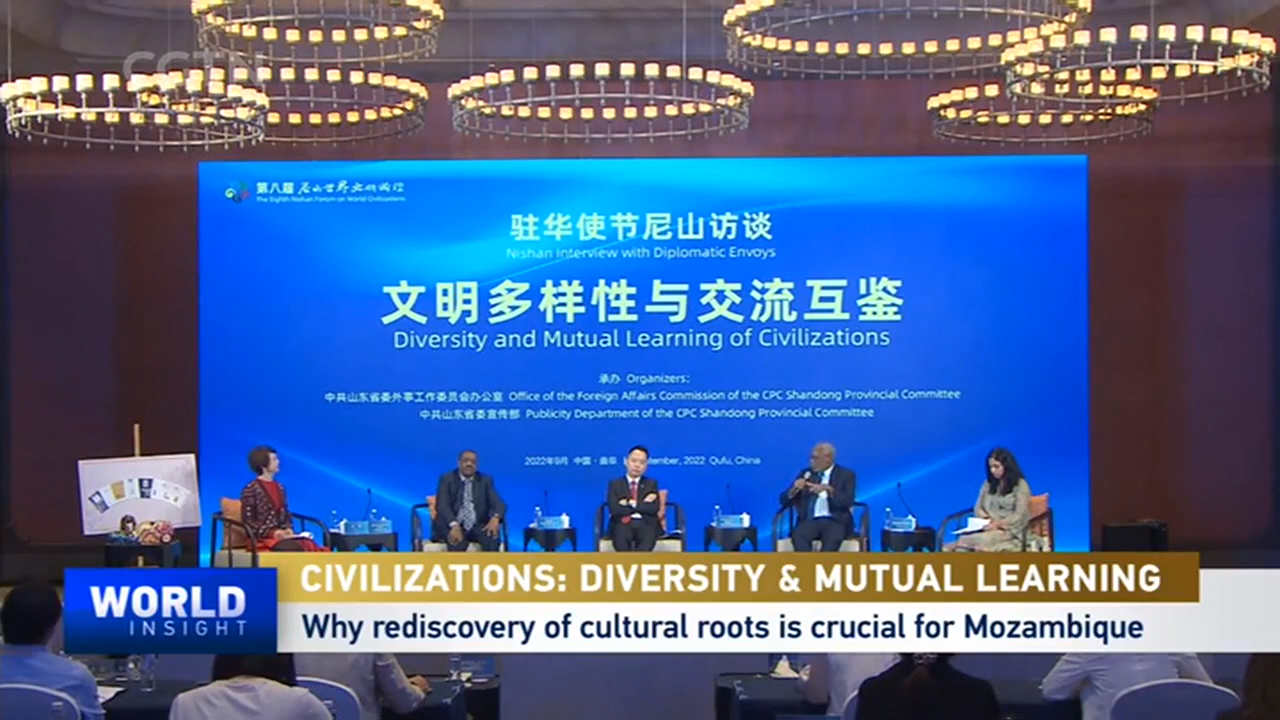 CGTN
第八届 尼山世界文明论坛
The Eighth Nishan Forum on World Civilizations
驻华使节尼山访谈
Nishan Interview with Diplomatic Envoys
文明多样性与交流互鉴
Diversity and Mutual Learning of Civilizations
承办 Organizers:
中共山东省委外事工作委员会办公室 Office of the Foreign Affairs Commission of the CPC Shandong Provincial Committee
中共山东省委宣传部 Publicity Department of the CPC Shandong Provincial Committee
2022年9月 中国·曲阜 tember, 2022 Qufu, China
CIVILIZATIONS: DIVERSITY & MUTUAL LEARNING
WORLD
INSIGHT
Why rediscovery of cultural roots is crucial for Mozambique